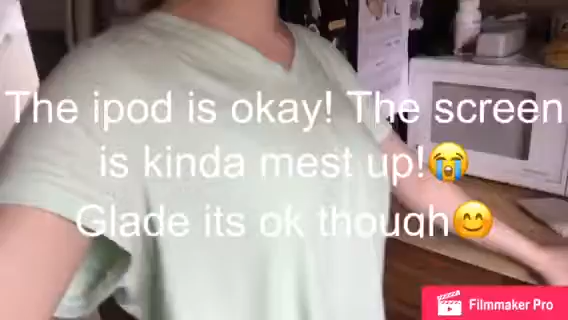 The ipod is okay! The screen
is kinda mest up!😭
Glade its ok though😊
Filmmaker Pro